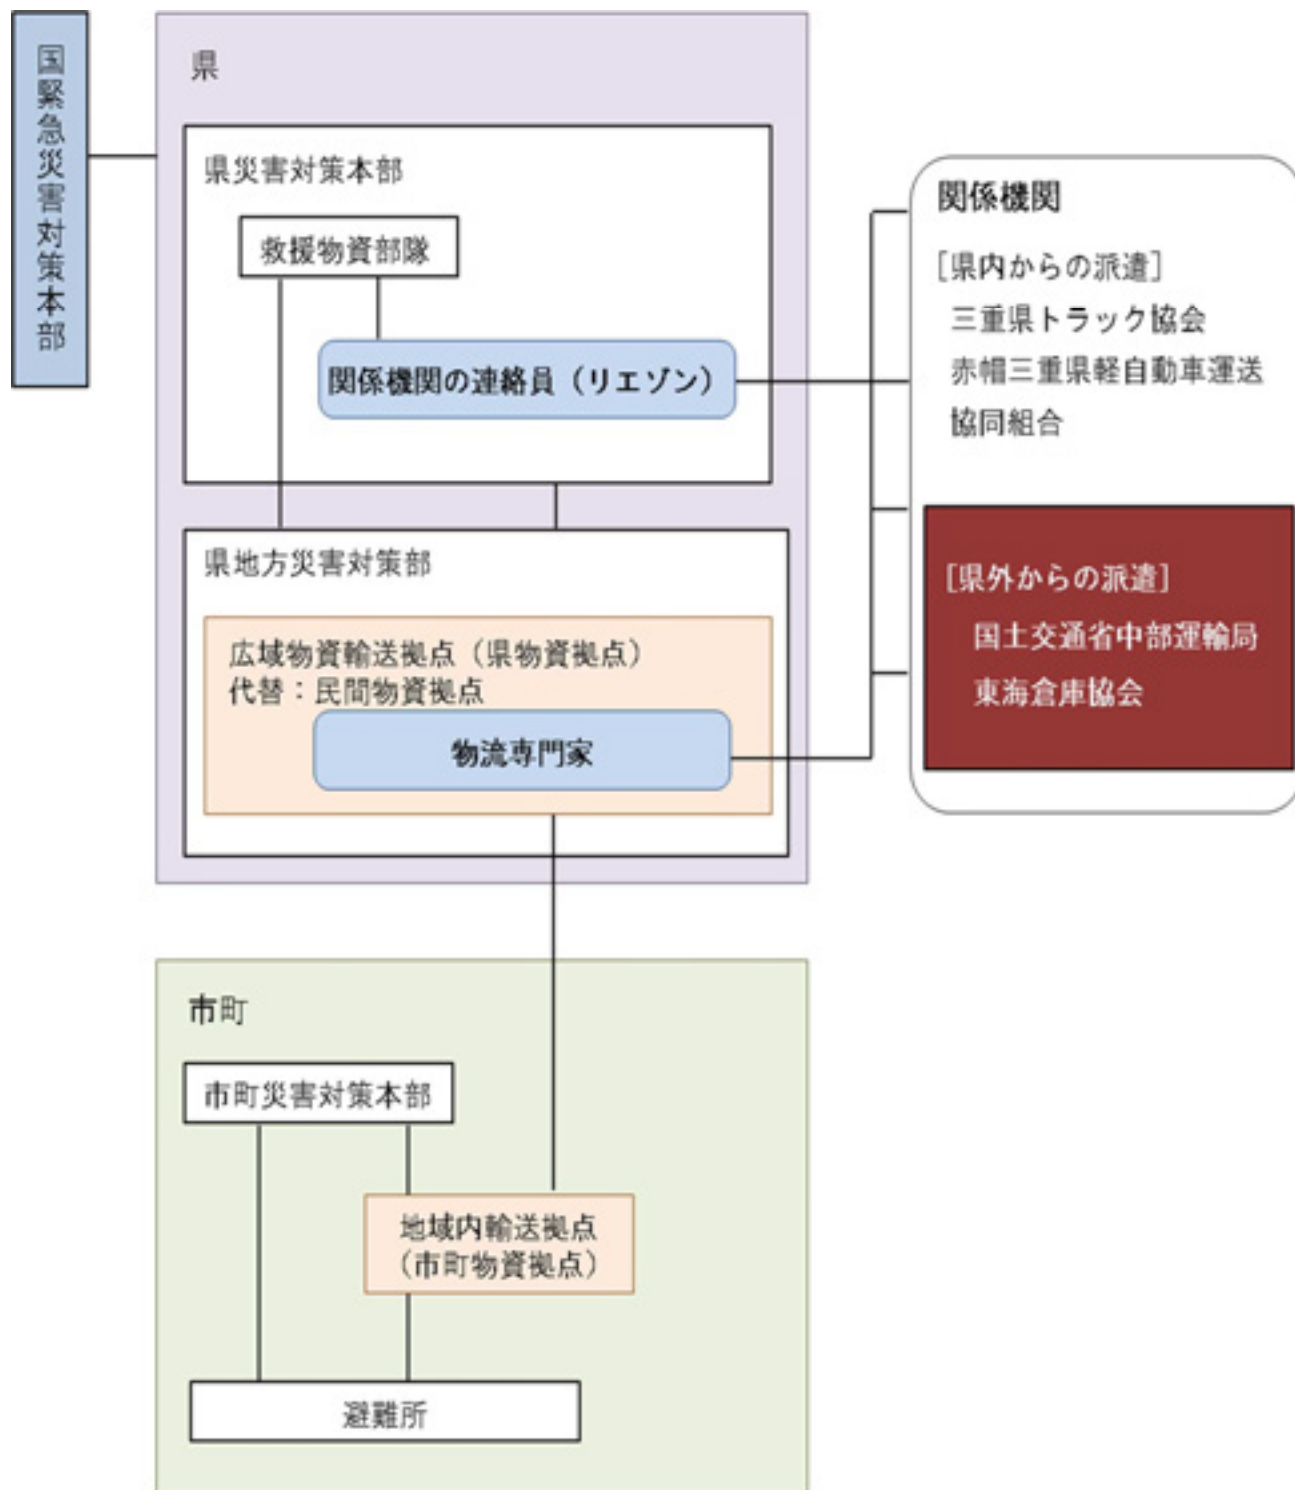 国緊急災害対策本部
県
県災害対策本部
救援物資部隊
関係機関の連絡員（リエゾン）
県地方災害対策部
広域物資輸送拠点（県物資拠点）
代替：民間物資拠点
物流専門家
関係機関
［県内からの派遣］
三重県トラック協会
赤帽三重県軽自動車運送
協同組合
［県外からの派遣］
国土交通省中部運輸局
東海倉庫協会
市町
市町災害対策本部
地域内輸送拠点
（市町物資拠点）
避難所